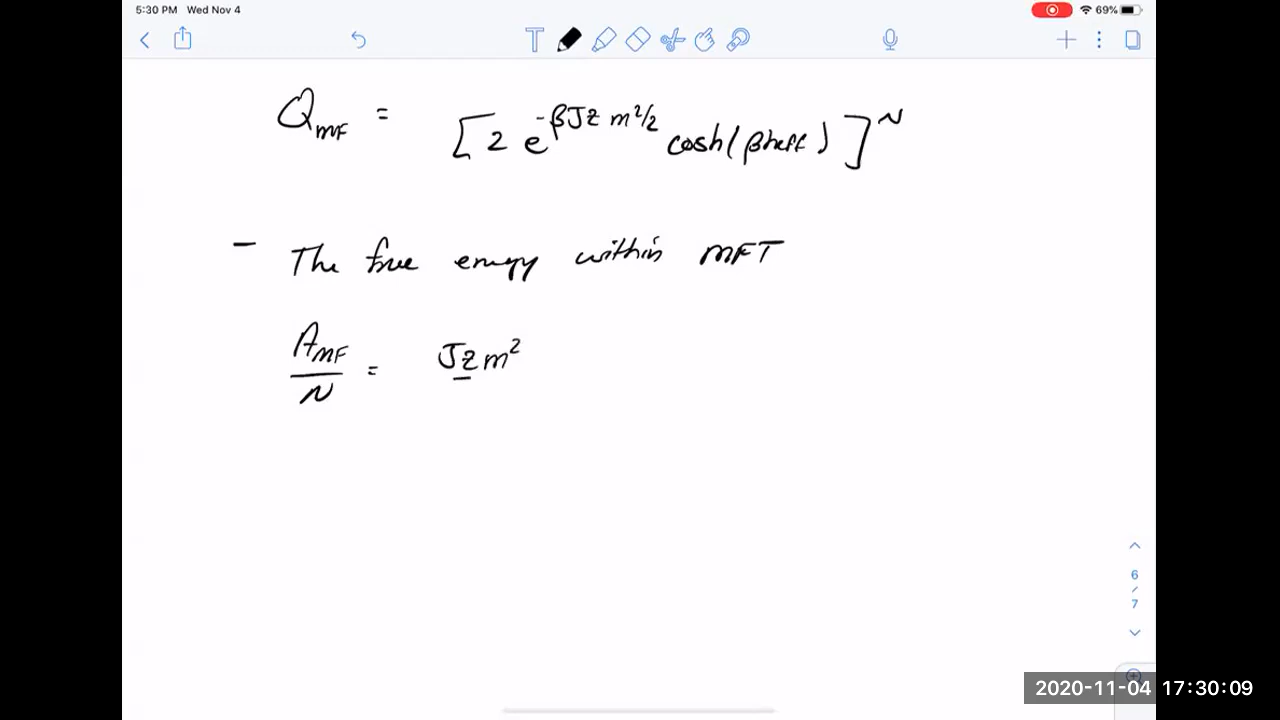 5:30 PM Wed Nov 4
69%
Q_MF = [2 e^{-βJz m²/2} cosh(βheff)]^N
- The free energy within MFT
A_MF / N = Jzm²
6 / 7
2020-11-04 17:30:09